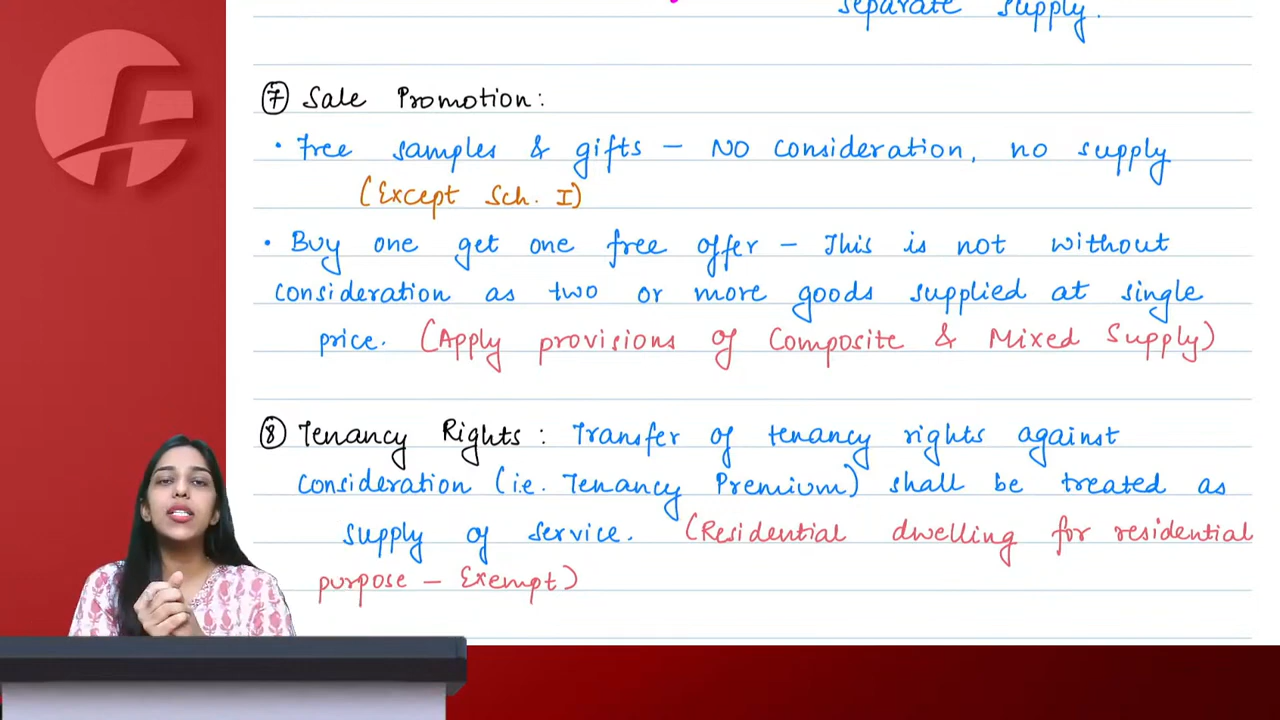 separate supply.
⑦ Sale Promotion:
• Free samples & gifts – No consideration, no supply
(Except Sch. I)
• Buy one get one free offer – This is not without
consideration as two or more goods supplied at single
price. (Apply provisions of Composite & Mixed Supply)
⑧ Tenancy Rights: Transfer of tenancy rights against
consideration (i.e. Tenancy Premium) shall be treated as
supply of service. (Residential dwelling for residential
purpose – Exempt)